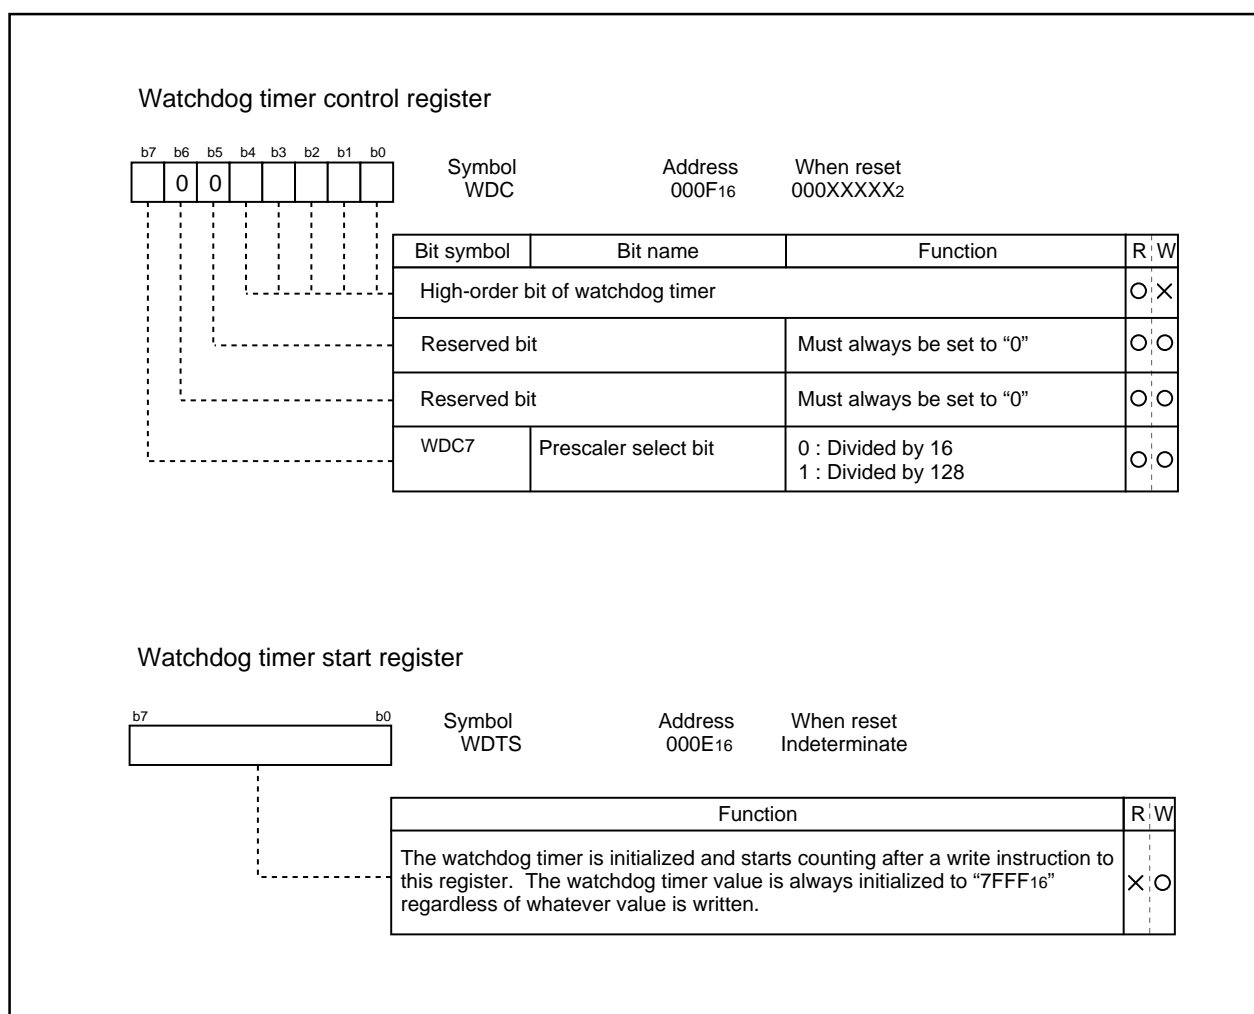 Watchdog timer control register
b7 b6 b5 b4 b3 b2 b1 b0
0 0
Symbol Address When reset
WDC 000F16 000XXXXX2
Bit symbol Bit name Function R W
High-order bit of watchdog timer
Reserved bit Must always be set to “0”
Reserved bit Must always be set to “0”
WDC7 Prescaler select bit 0 : Divided by 16
1 : Divided by 128
Watchdog timer start register
b7 b0
Symbol Address When reset
WDTS 000E16 Indeterminate
Function R W
The watchdog timer is initialized and starts counting after a write instruction to
this register. The watchdog timer value is always initialized to “7FFF16”
regardless of whatever value is written.